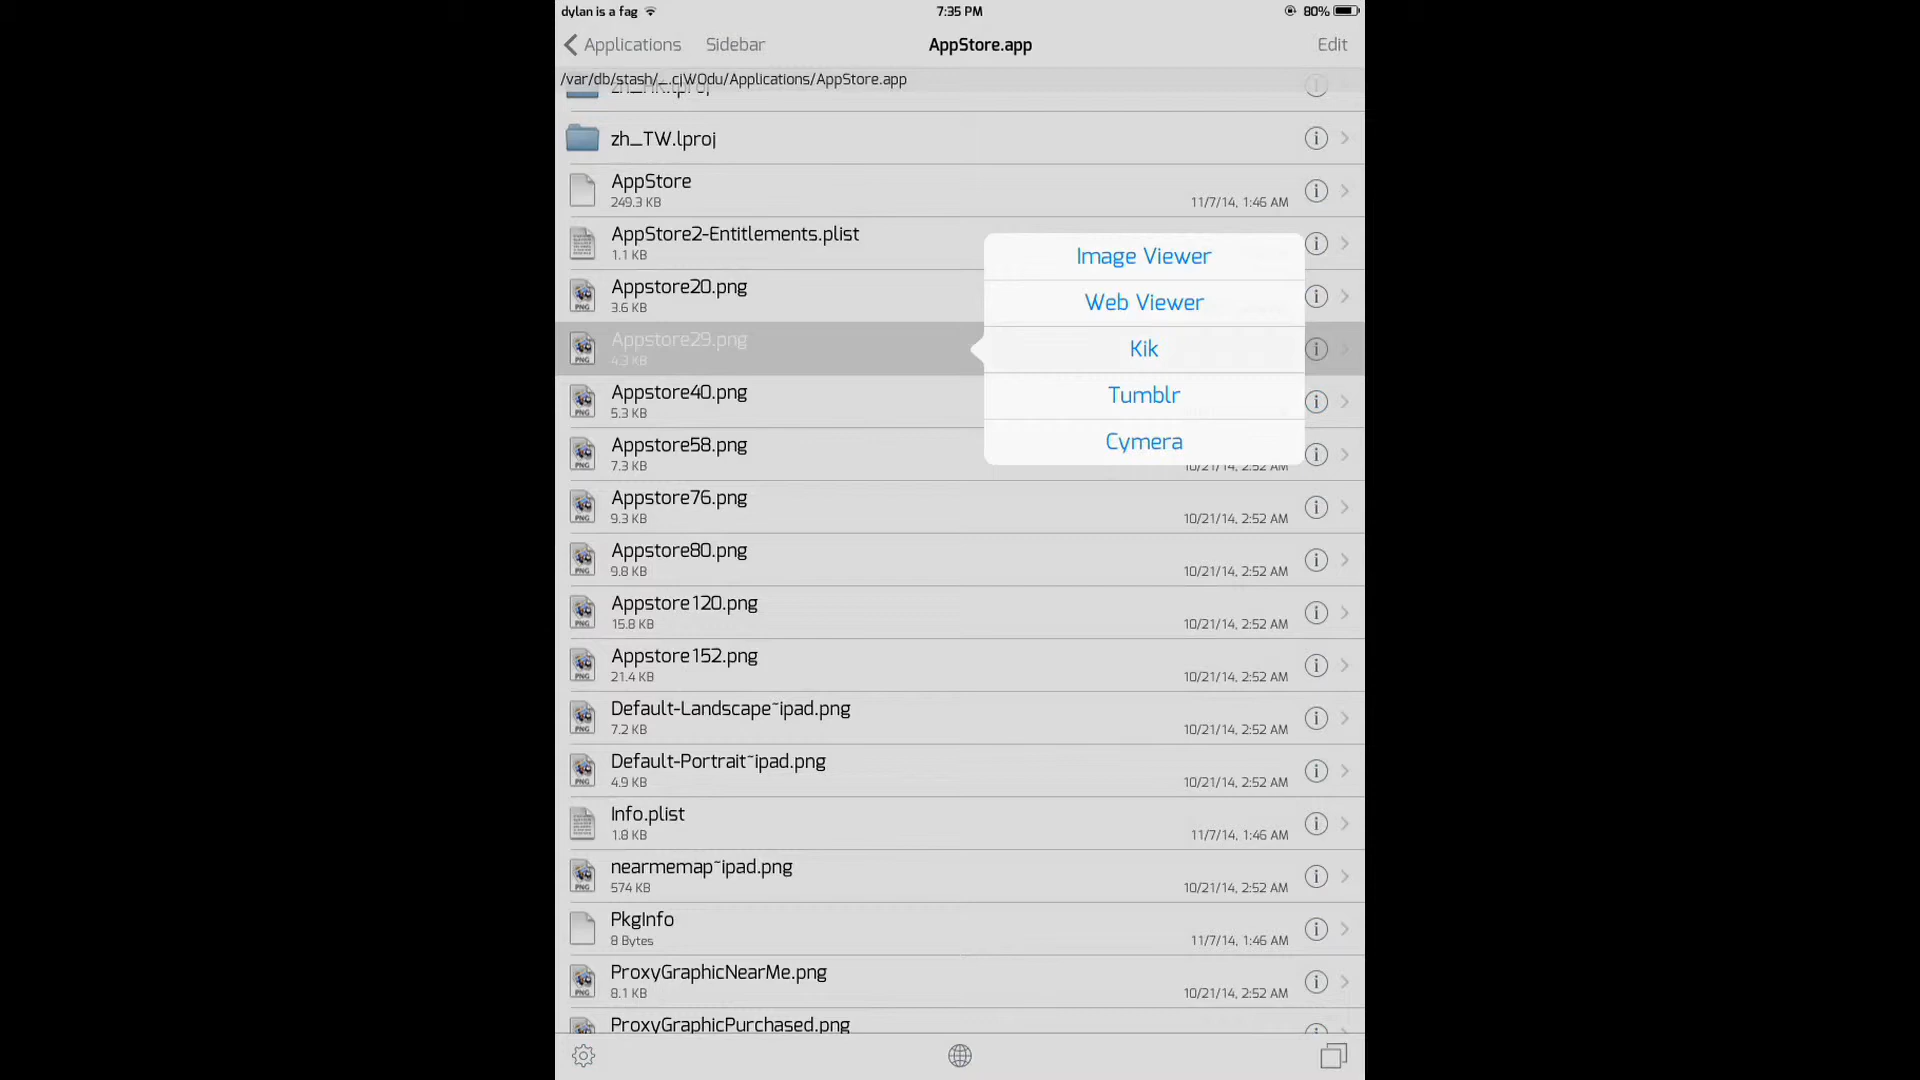 dylan is a fag
7:35 PM
80%
Applications
Sidebar
AppStore.app
Edit
/var/db/stash/_.cjWOdu/Applications/AppStore.app
zh_HK.lproj
zh_TW.lproj
AppStore
249.3 KB
11/7/14, 1:46 AM
AppStore2-Entitlements.plist
1.1 KB
Appstore20.png
3.6 KB
Appstore29.png
4.3 KB
Image Viewer
Web Viewer
Kik
Tumblr
Cymera
Appstore40.png
5.3 KB
Appstore58.png
7.3 KB
10/21/14, 2:52 AM
Appstore76.png
9.3 KB
10/21/14, 2:52 AM
Appstore80.png
9.8 KB
10/21/14, 2:52 AM
Appstore120.png
15.8 KB
10/21/14, 2:52 AM
Appstore152.png
21.4 KB
10/21/14, 2:52 AM
Default-Landscape~ipad.png
7.2 KB
10/21/14, 2:52 AM
Default-Portrait~ipad.png
4.9 KB
10/21/14, 2:52 AM
Info.plist
1.8 KB
11/7/14, 1:46 AM
nearmemap~ipad.png
574 KB
10/21/14, 2:52 AM
PkgInfo
8 Bytes
11/7/14, 1:46 AM
ProxyGraphicNearMe.png
8.1 KB
10/21/14, 2:52 AM
ProxyGraphicPurchased.png